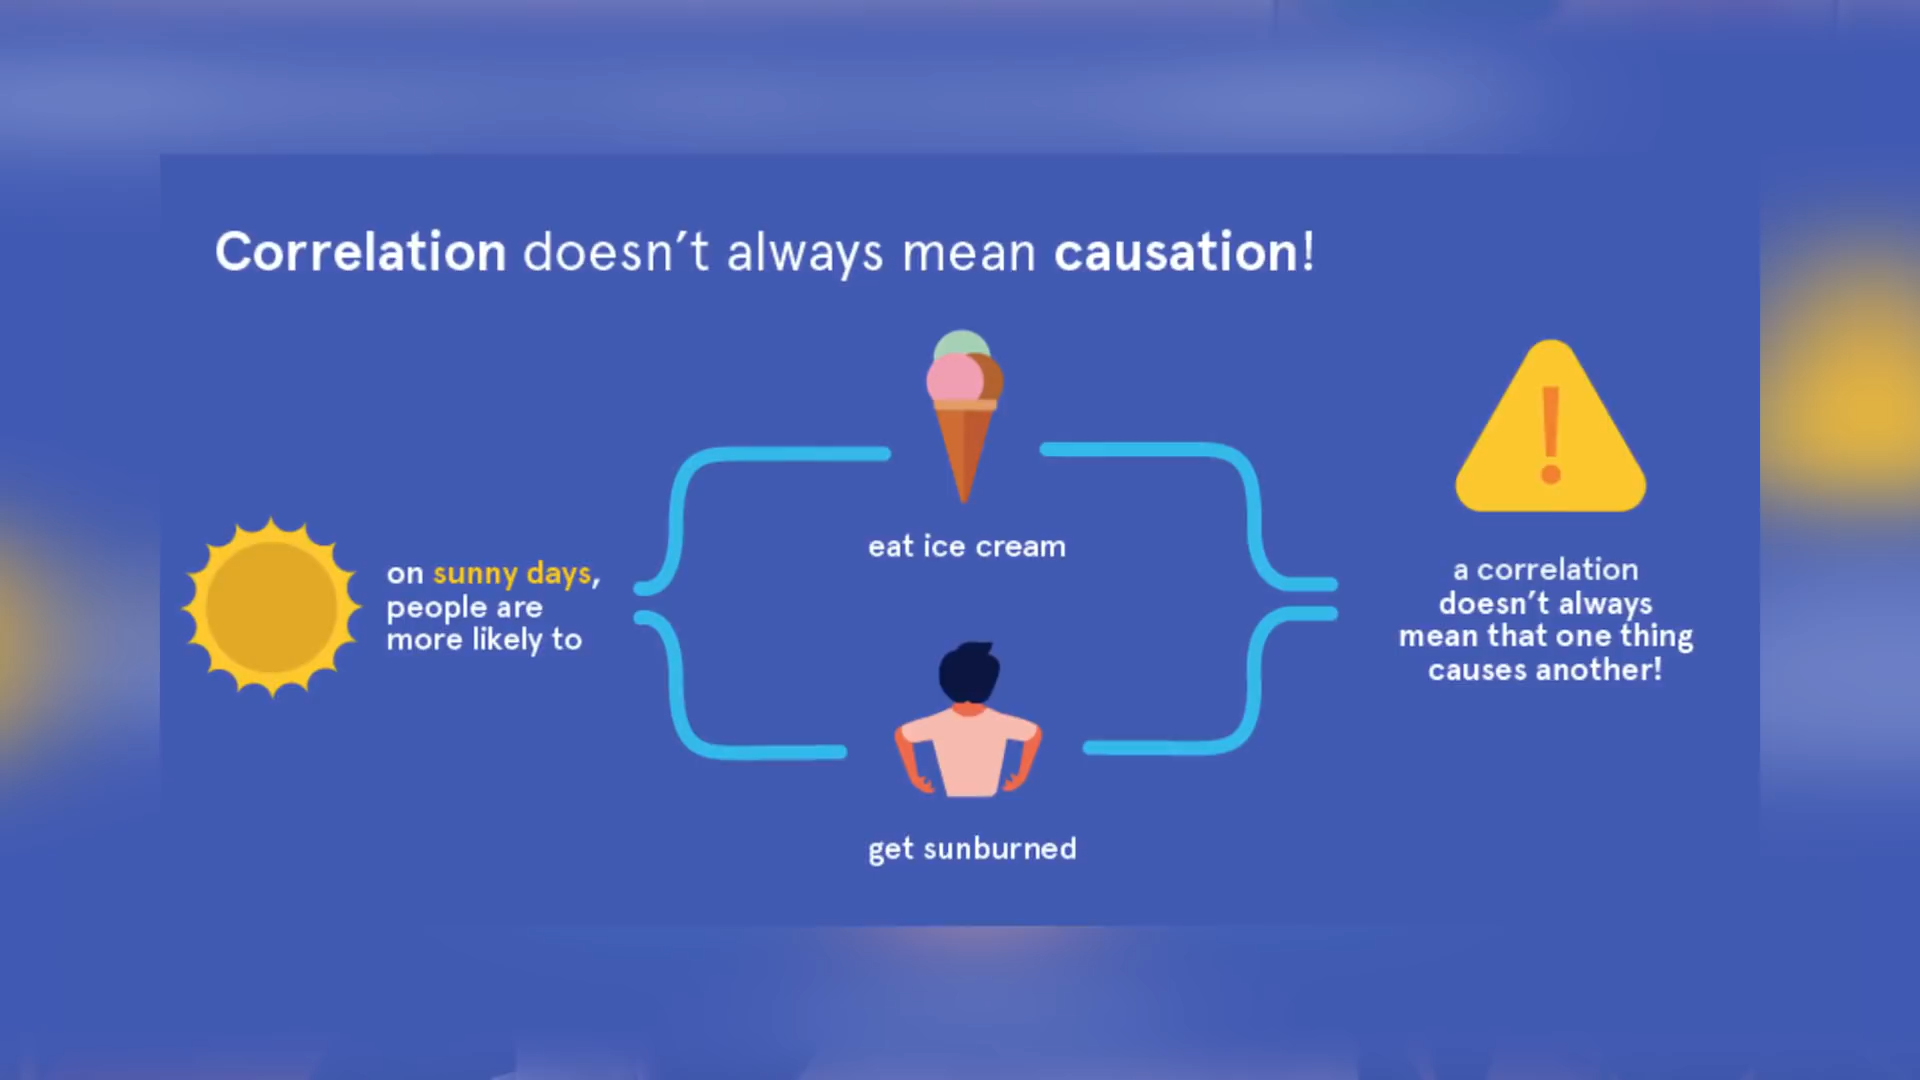 Correlation doesn’t always mean causation!
on sunny days,
people are
more likely to
eat ice cream
get sunburned
a correlation
doesn’t always
mean that one thing
causes another!